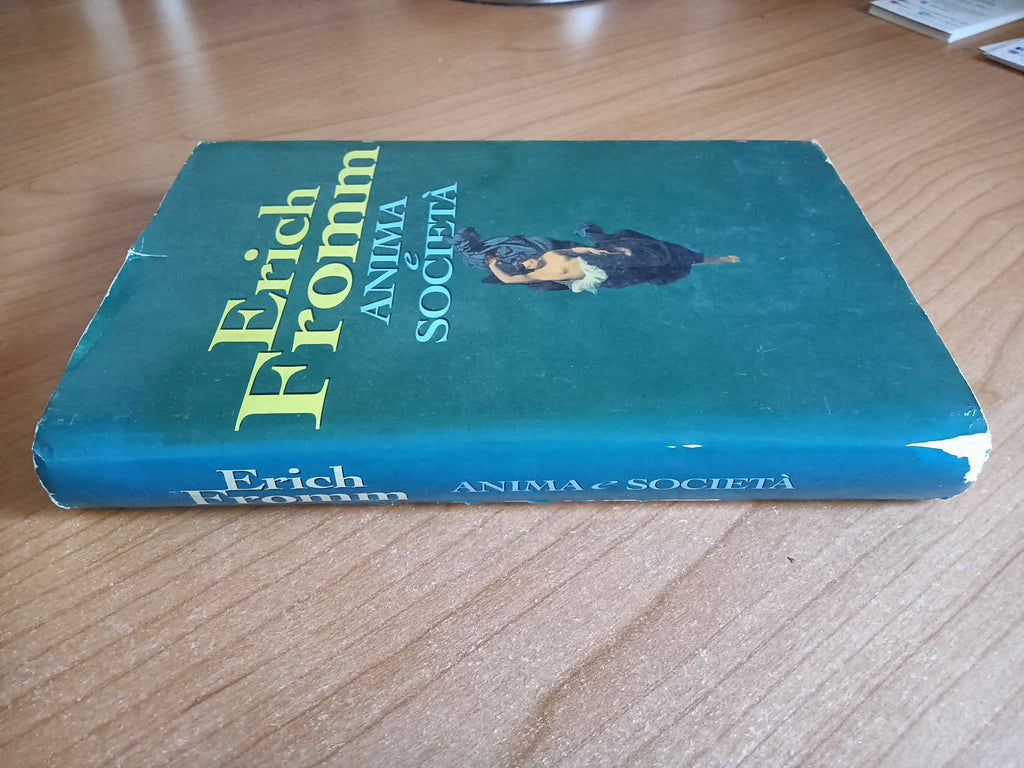 Erich
Fromm
ANIMA
e
SOCIETÀ
Erich
Fromm
ANIMA e SOCIETÀ